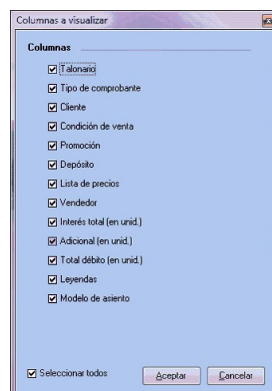 Columnas a visualizar
Columnas
Talonario
Tipo de comprobante
Cliente
Condición de venta
Promoción
Depósito
Lista de precios
Vendedor
Interés total (en unid.)
Adicional (en unid.)
Total débito (en unid.)
Leyendas
Modelo de asiento
Seleccionar todos
Aceptar
Cancelar